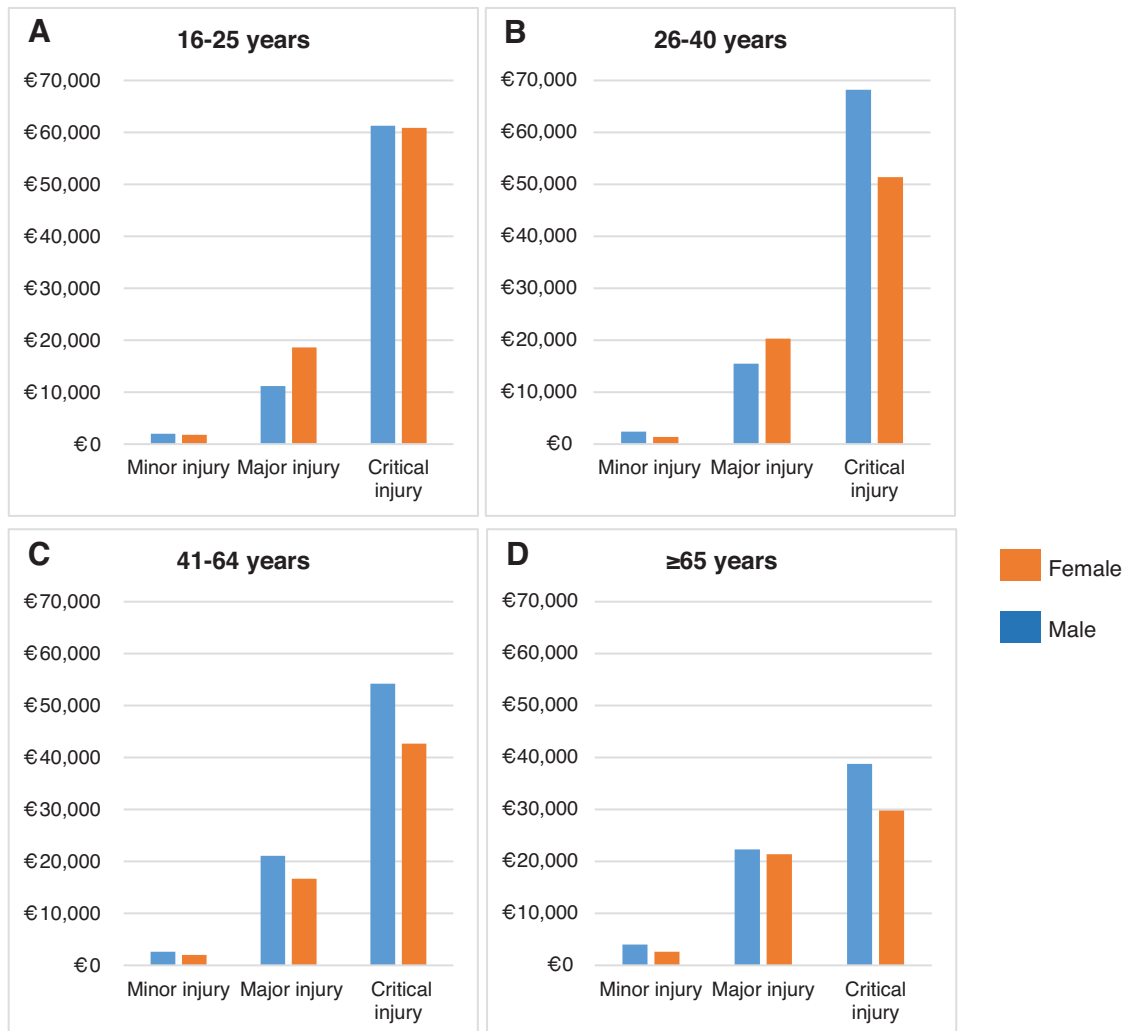 A
16-25 years
€70,000
€60,000
€50,000
€40,000
€30,000
€20,000
€10,000
€0
Minor injury Major injury Critical
injury
B
26-40 years
€70,000
€60,000
€50,000
€40,000
€30,000
€20,000
€10,000
€0
Minor injury Major injury Critical
injury
C
41-64 years
€70,000
€60,000
€50,000
€40,000
€30,000
€20,000
€10,000
€0
Minor injury Major injury Critical
injury
D
≥65 years
€70,000
€60,000
€50,000
€40,000
€30,000
€20,000
€10,000
€0
Minor injury Major injury Critical
injury
Female
Male